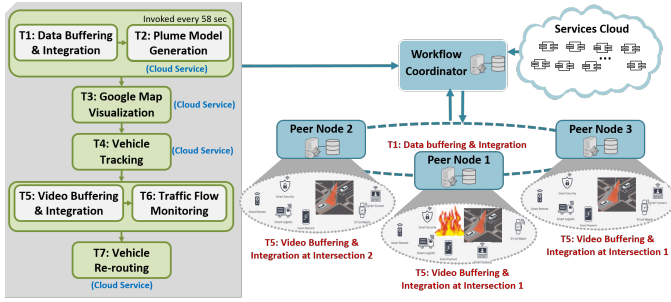 Invoked every 58 sec
T1: Data Buffering
& Integration
T2: Plume Model
Generation
(Cloud Service)
T3: Google Map
Visualization
(Cloud Service)
T4: Vehicle
Tracking
(Cloud Service)
T5: Video Buffering
& Integration
T6: Traffic Flow
Monitoring
T7: Vehicle
Re-routing
(Cloud Service)
Workflow
Coordinator
Services Cloud
...
Peer Node 2
T1: Data buffering & Integration
Peer Node 1
Peer Node 3
T5: Video Buffering &
Integration at Intersection 2
T5: Video Buffering &
Integration at Intersection 1
T5: Video Buffering &
Integration at Intersection 1